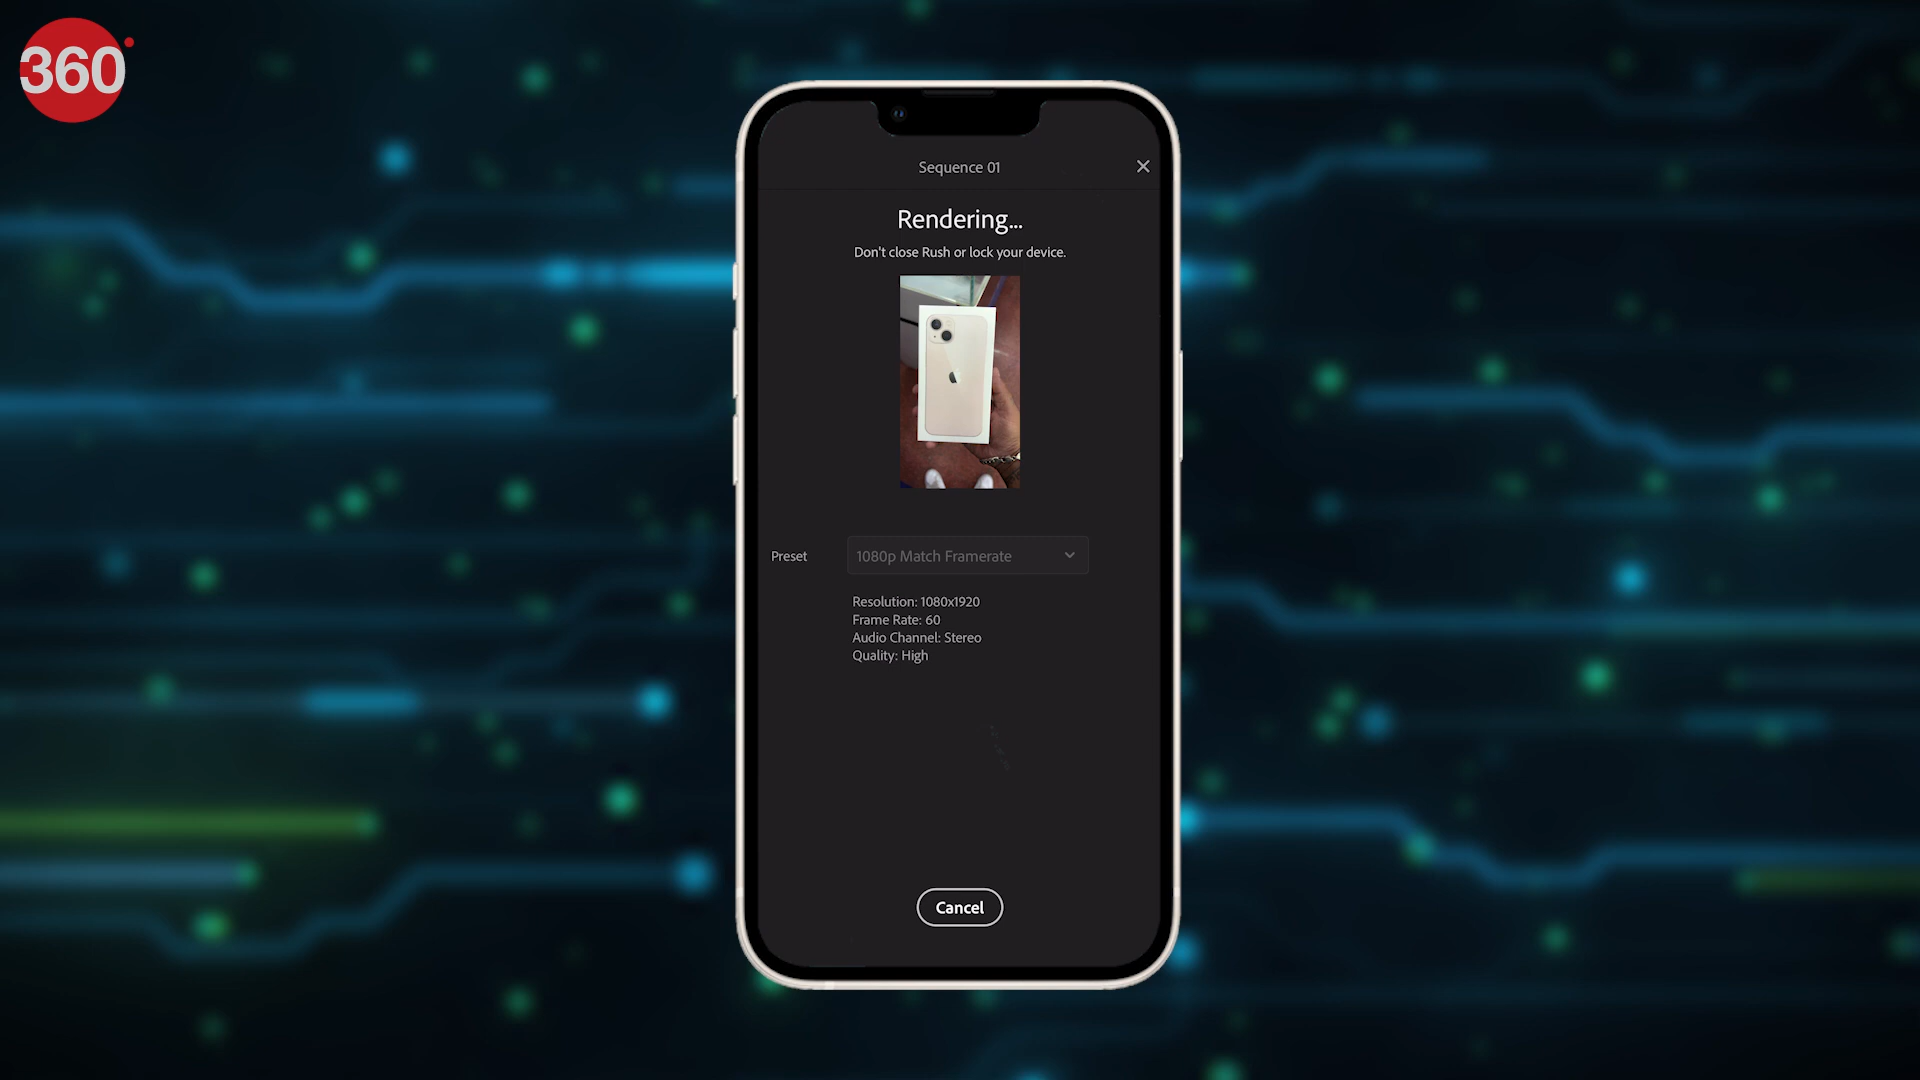 360
Sequence 01
Rendering...
Don't close Rush or lock your device.
Preset
1080p Match Framerate
Resolution: 1080x1920
Frame Rate: 60
Audio Channel: Stereo
Quality: High
Cancel